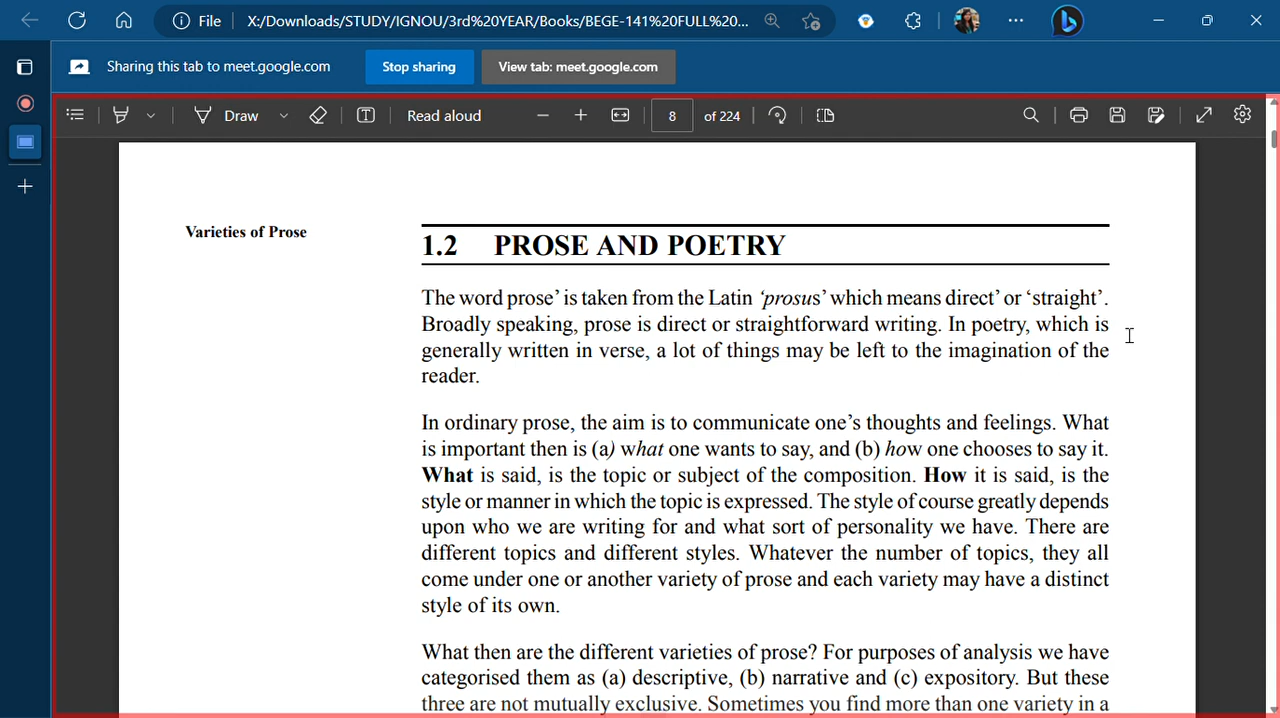 File
X:/Downloads/STUDY/IGNOU/3rd%20YEAR/Books/BEGE-141%20FULL%20...
Sharing this tab to meet.google.com
Stop sharing
View tab: meet.google.com
Draw
Read aloud
8
of 224
Varieties of Prose
1.2 PROSE AND POETRY
The word prose’ is taken from the Latin ‘prosus’ which means direct’ or ‘straight’.
Broadly speaking, prose is direct or straightforward writing. In poetry, which is
generally written in verse, a lot of things may be left to the imagination of the
reader.
In ordinary prose, the aim is to communicate one’s thoughts and feelings. What
is important then is (a) what one wants to say, and (b) how one chooses to say it.
What is said, is the topic or subject of the composition. How it is said, is the
style or manner in which the topic is expressed. The style of course greatly depends
upon who we are writing for and what sort of personality we have. There are
different topics and different styles. Whatever the number of topics, they all
come under one or another variety of prose and each variety may have a distinct
style of its own.
What then are the different varieties of prose? For purposes of analysis we have
categorised them as (a) descriptive, (b) narrative and (c) expository. But these
three are not mutually exclusive. Sometimes you find more than one variety in a